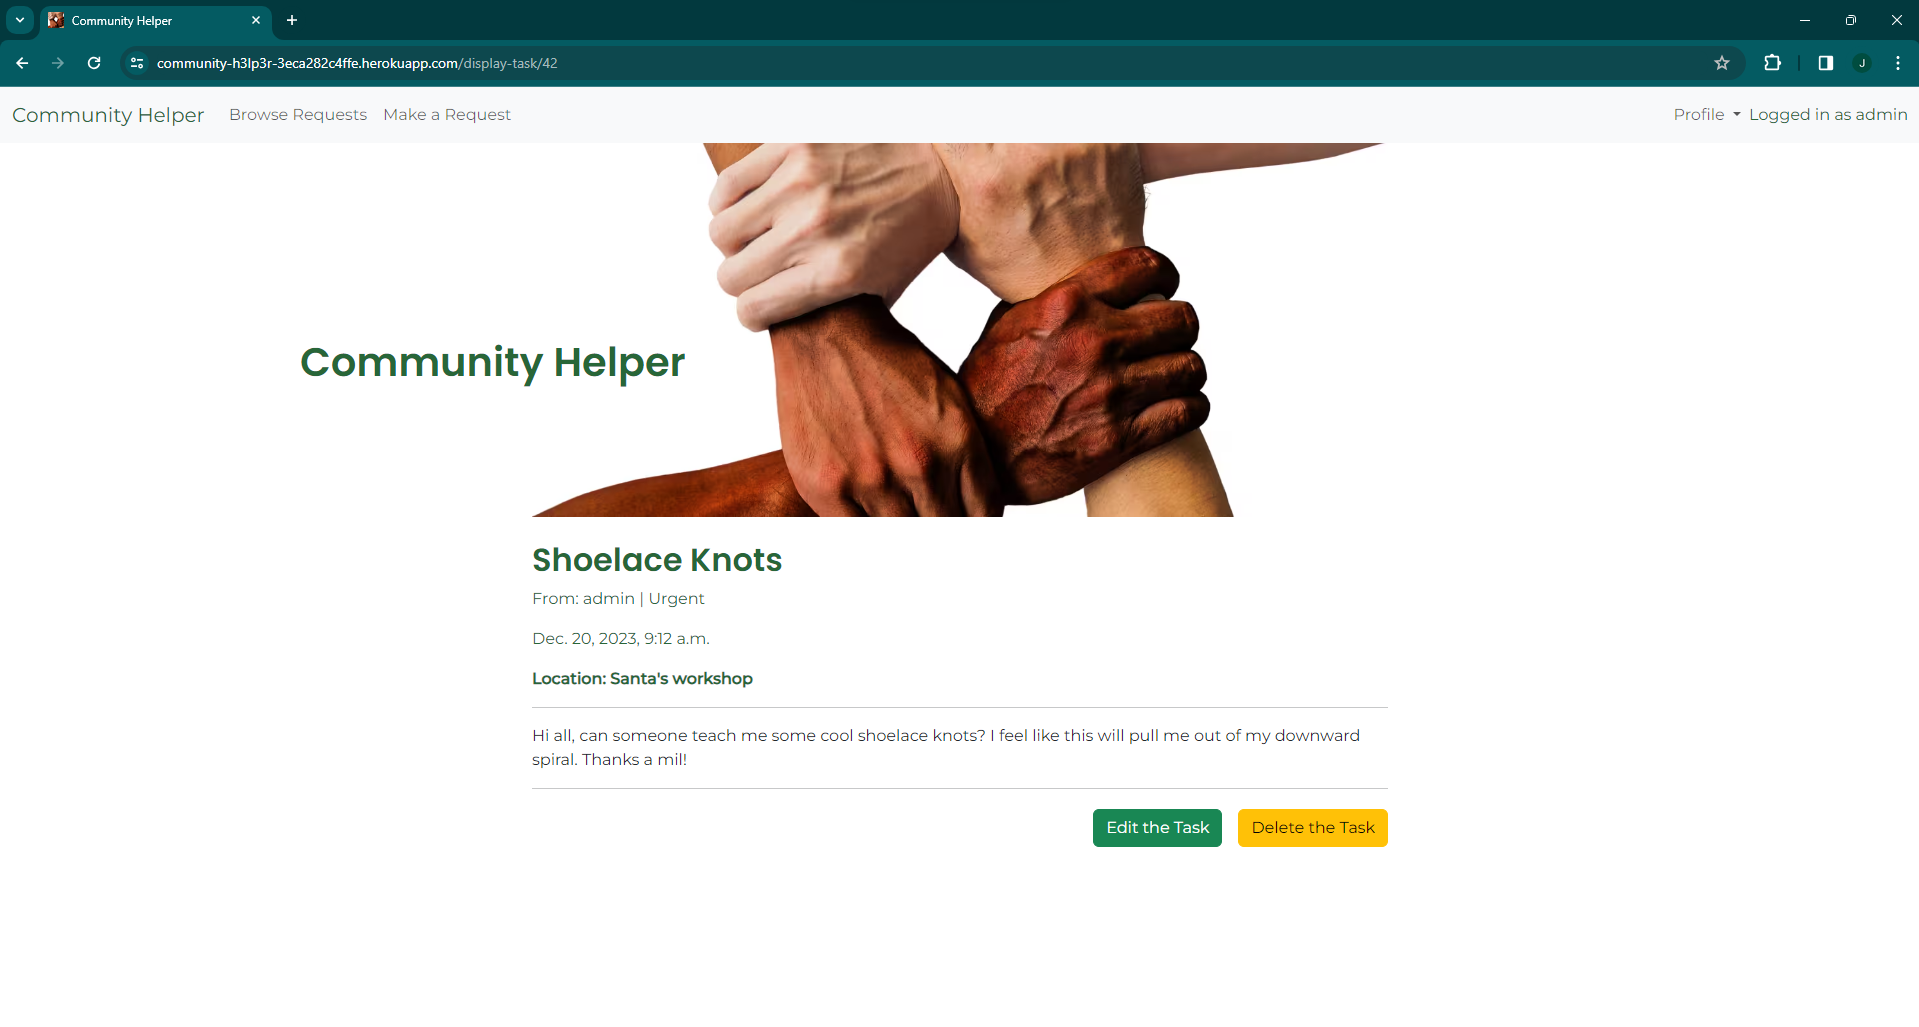 Community Helper
community-h3lp3r-3eca282c4ffe.herokuapp.com/display-task/42
J
Community Helper Browse Requests Make a Request Profile Logged in as admin
Community Helper
Shoelace Knots
From: admin | Urgent
Dec. 20, 2023, 9:12 a.m.
Location: Santa's workshop
Hi all, can someone teach me some cool shoelace knots? I feel like this will pull me out of my downward
spiral. Thanks a mil!
Edit the Task Delete the Task